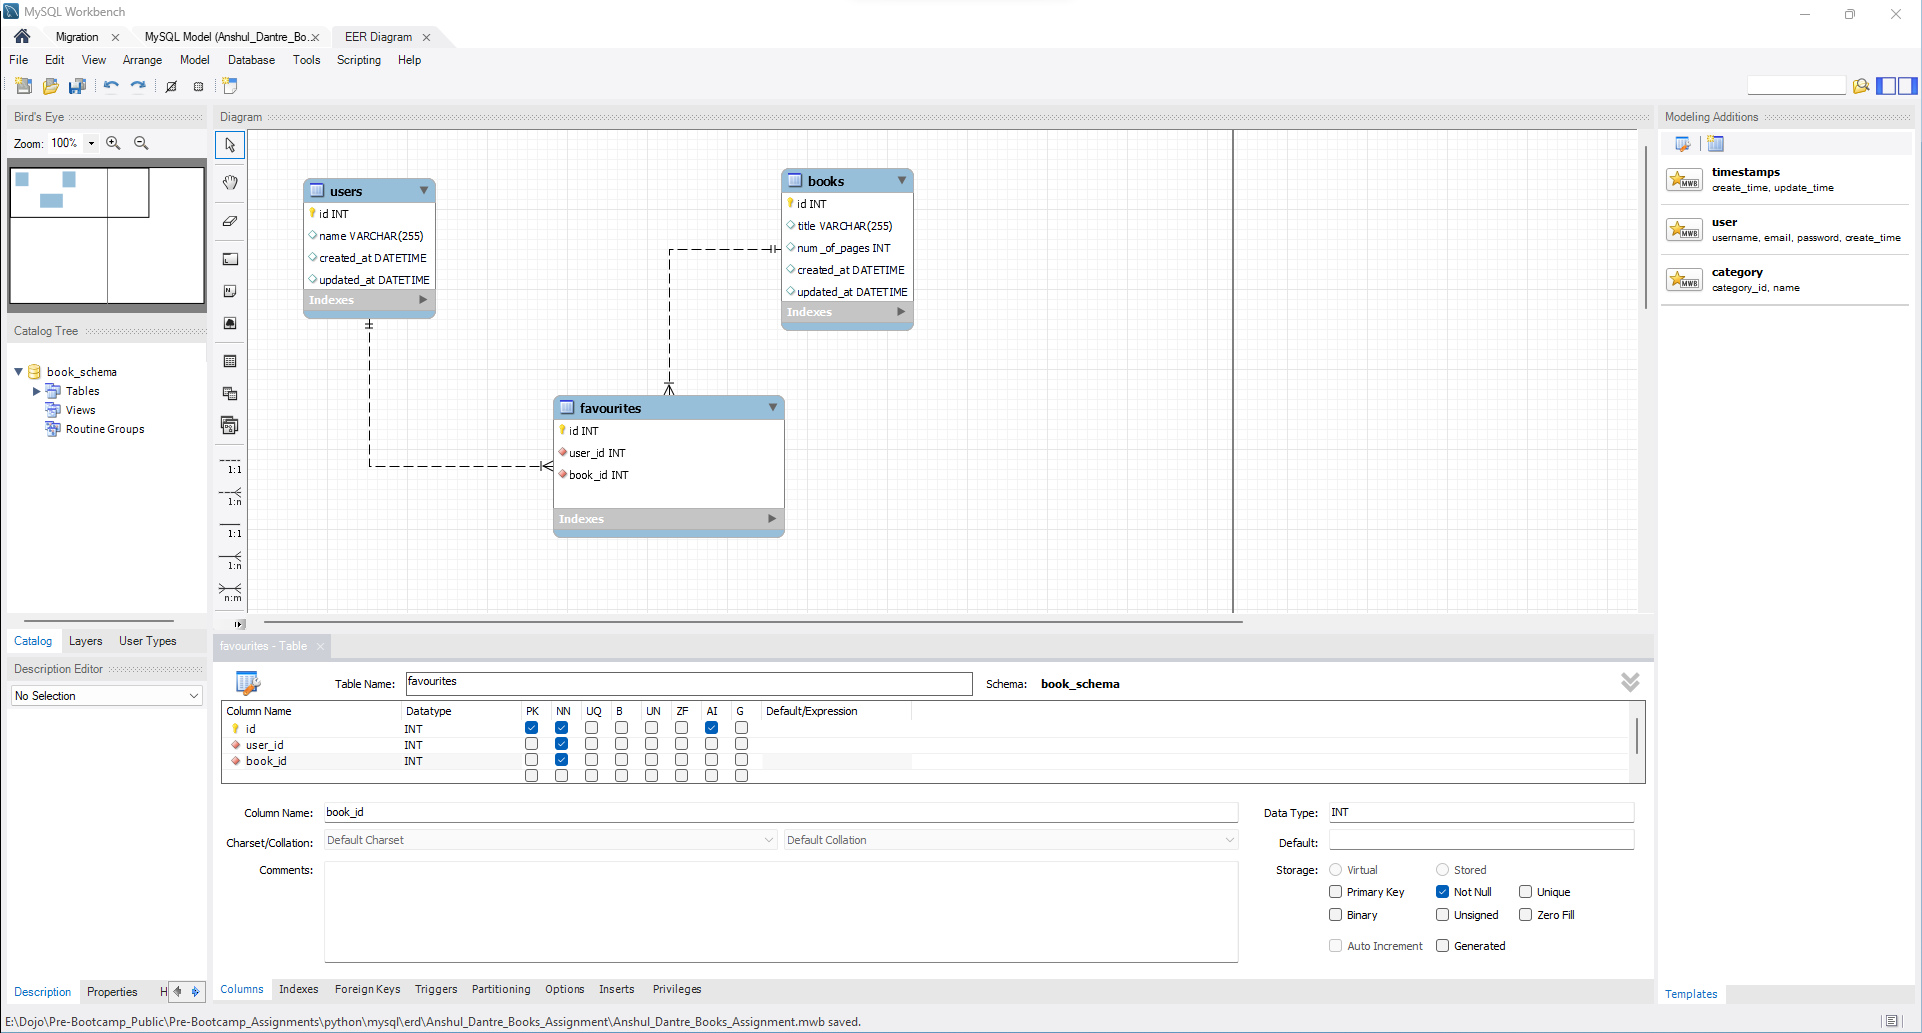 MySQL Workbench
Migration
MySQL Model (Anshul_Dantre_Bo..
EER Diagram
File Edit View Arrange Model Database Tools Scripting Help
Bird's Eye
Zoom: 100%
Catalog Tree
book_schema
Tables
Views
Routine Groups
Catalog Layers User Types
Description Editor
No Selection
Description Properties H
Diagram
1:1
1:n
1:1
1:n
n:m
users
id INT
name VARCHAR(255)
created_at DATETIME
updated_at DATETIME
Indexes
books
id INT
title VARCHAR(255)
num _of_pages INT
created_at DATETIME
updated_at DATETIME
Indexes
favourites
id INT
user_id INT
book_id INT
Indexes
Modeling Additions
timestamps
create_time, update_time
user
username, email, password, create_time
category
category_id, name
Templates
favourites - Table
Table Name: favourites Schema: book_schema
Column Name Datatype PK NN UQ B UN ZF AI G Default/Expression
id INT
user_id INT
book_id INT
Column Name: book_id Data Type: INT
Charset/Collation: Default Charset Default Collation Default:
Comments: Storage: Virtual Stored
Primary Key Not Null Unique
Binary Unsigned Zero Fill
Auto Increment Generated
Columns Indexes Foreign Keys Triggers Partitioning Options Inserts Privileges
E:\Dojo\Pre-Bootcamp_Public\Pre-Bootcamp_Assignments\python\mysql\erd\Anshul_Dantre_Books_Assignment\Anshul_Dantre_Books_Assignment.mwb saved.